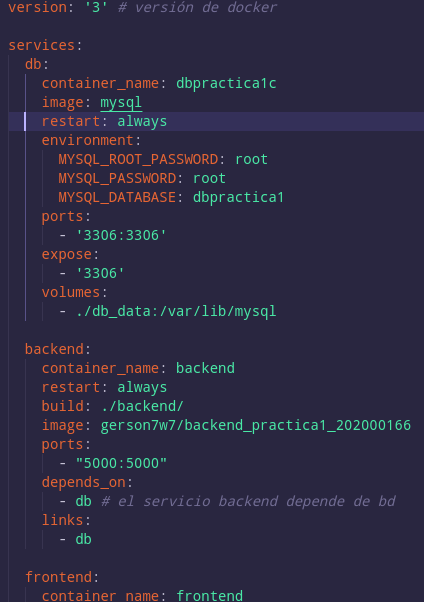 version: '3' # versión de docker
services:
db:
container_name: dbpractica1c
image: mysql
restart: always
environment:
MYSQL_ROOT_PASSWORD: root
MYSQL_PASSWORD: root
MYSQL_DATABASE: dbpractica1
ports:
- '3306:3306'
expose:
- '3306'
volumes:
- ./db_data:/var/lib/mysql
backend:
container_name: backend
restart: always
build: ./backend/
image: gerson7w7/backend_practica1_202000166
ports:
- "5000:5000"
depends_on:
- db # el servicio backend depende de bd
links:
- db
frontend:
container_name: frontend